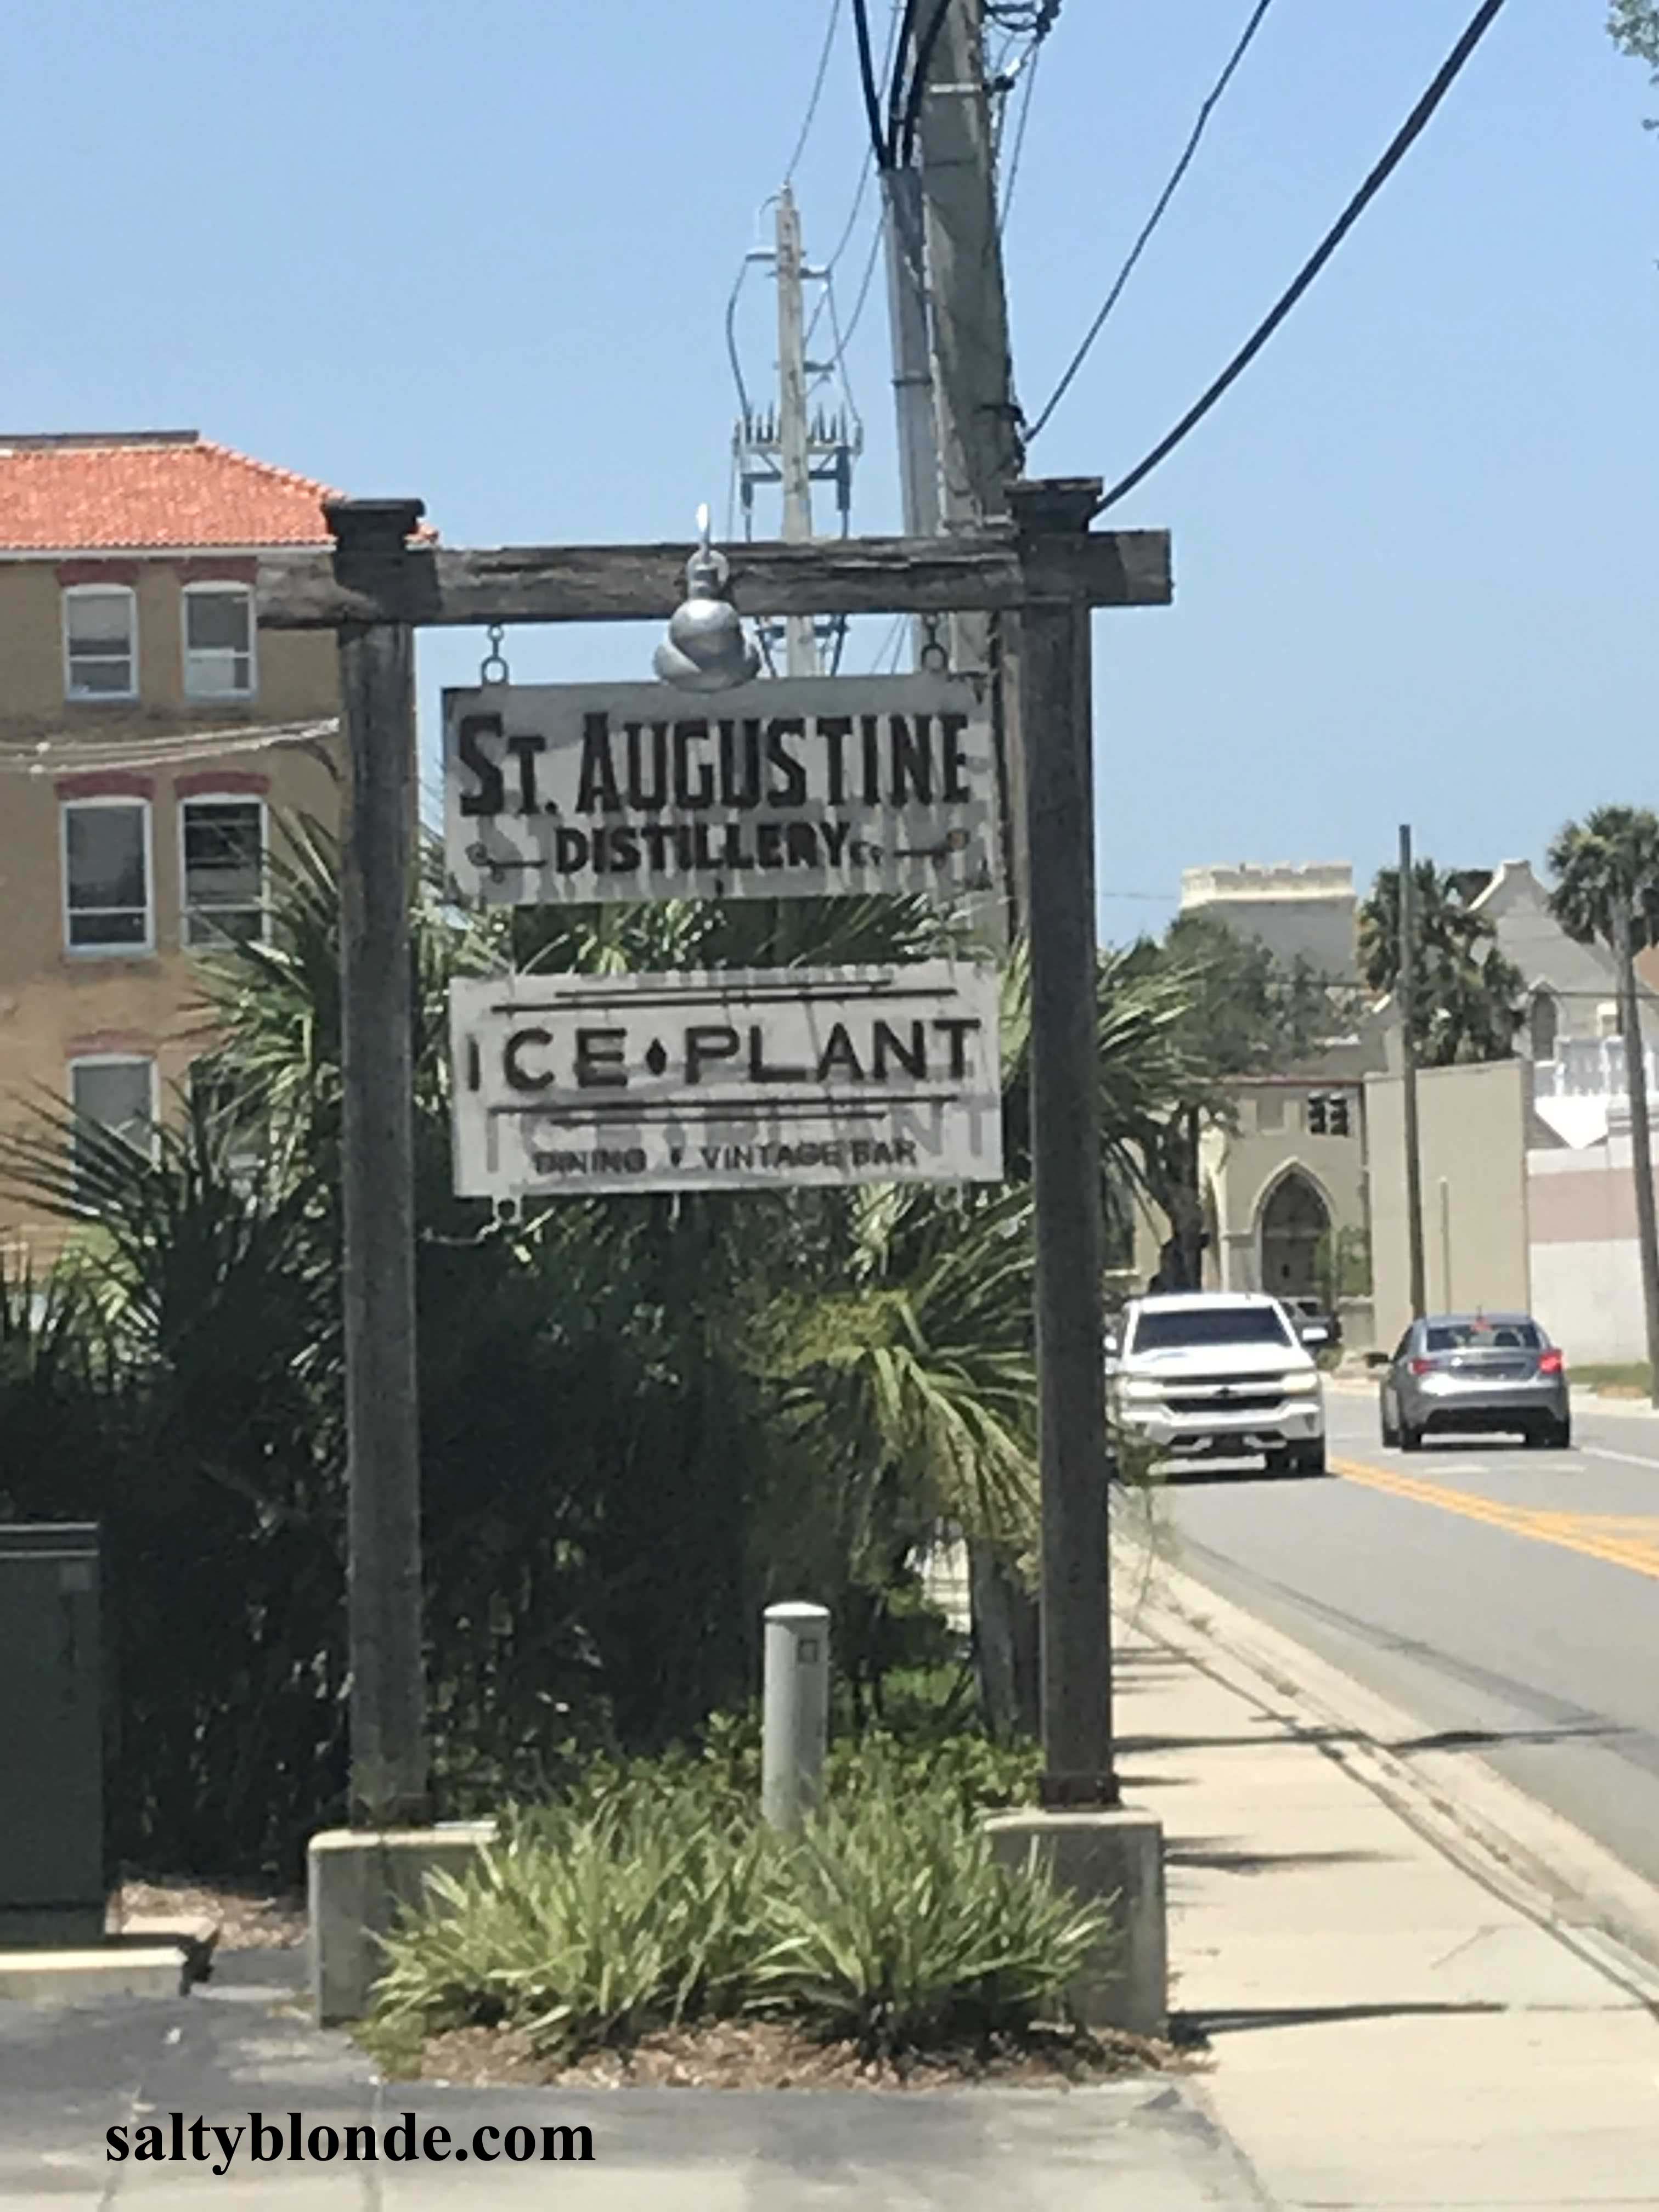 ST. AUGUSTINE
DISTILLERY Co
ICE♦PLANT
DINING ♦ VINTAGE BAR
saltyblonde.com